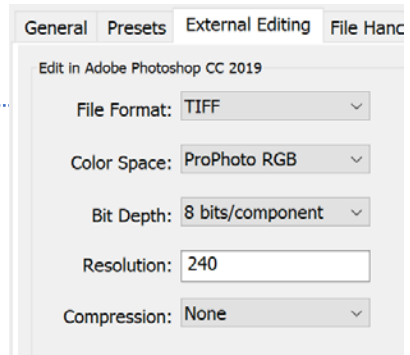 General Presets External Editing File Hanc
Edit in Adobe Photoshop CC 2019
File Format: TIFF
Color Space: ProPhoto RGB
Bit Depth: 8 bits/component
Resolution: 240
Compression: None